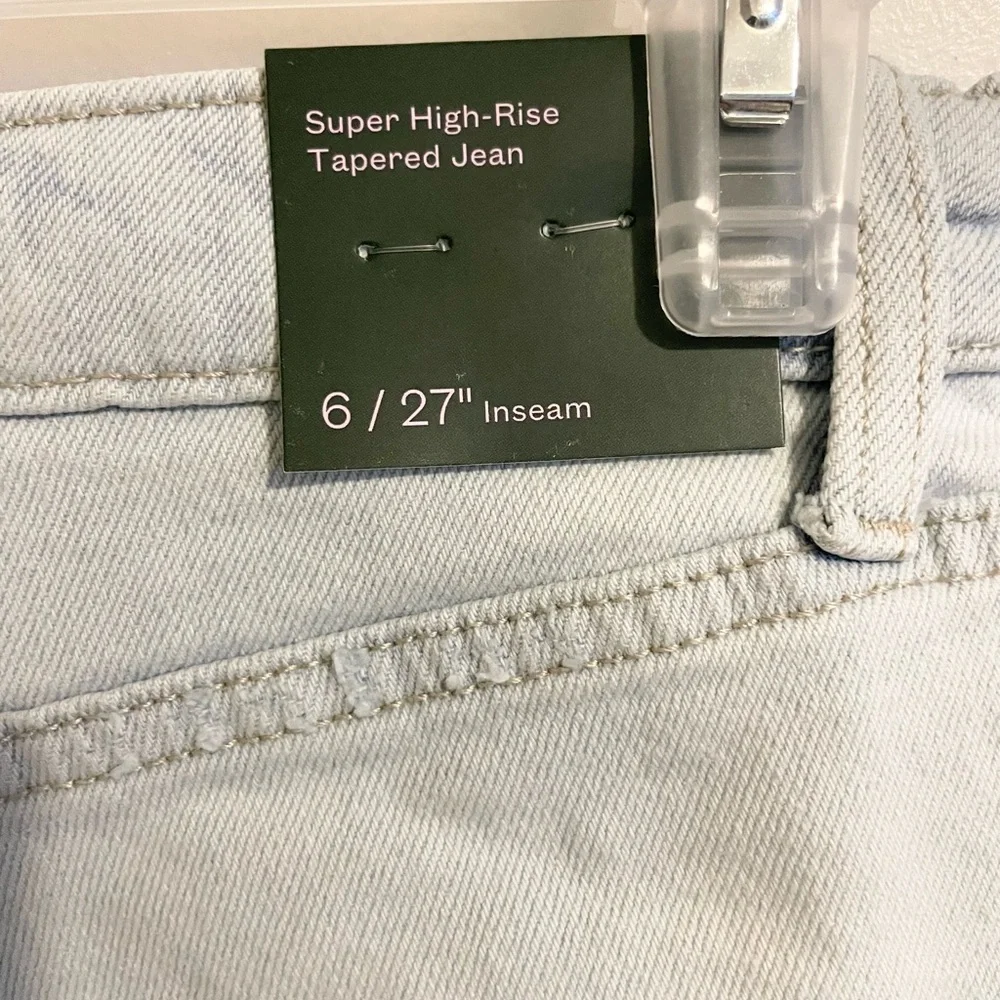 Super High-Rise
Tapered Jean
6 / 27" Inseam